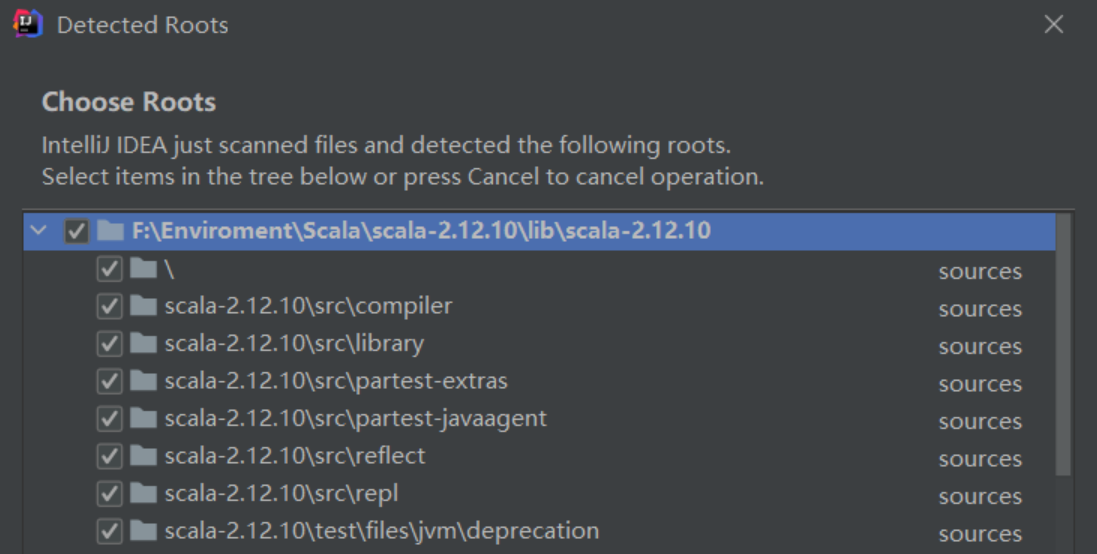 Detected Roots
Choose Roots
IntelliJ IDEA just scanned files and detected the following roots.
Select items in the tree below or press Cancel to cancel operation.
F:\Enviroment\Scala\scala-2.12.10\lib\scala-2.12.10
\ sources
scala-2.12.10\src\compiler sources
scala-2.12.10\src\library sources
scala-2.12.10\src\partest-extras sources
scala-2.12.10\src\partest-javaagent sources
scala-2.12.10\src\reflect sources
scala-2.12.10\src\repl sources
scala-2.12.10\test\files\jvm\deprecation sources